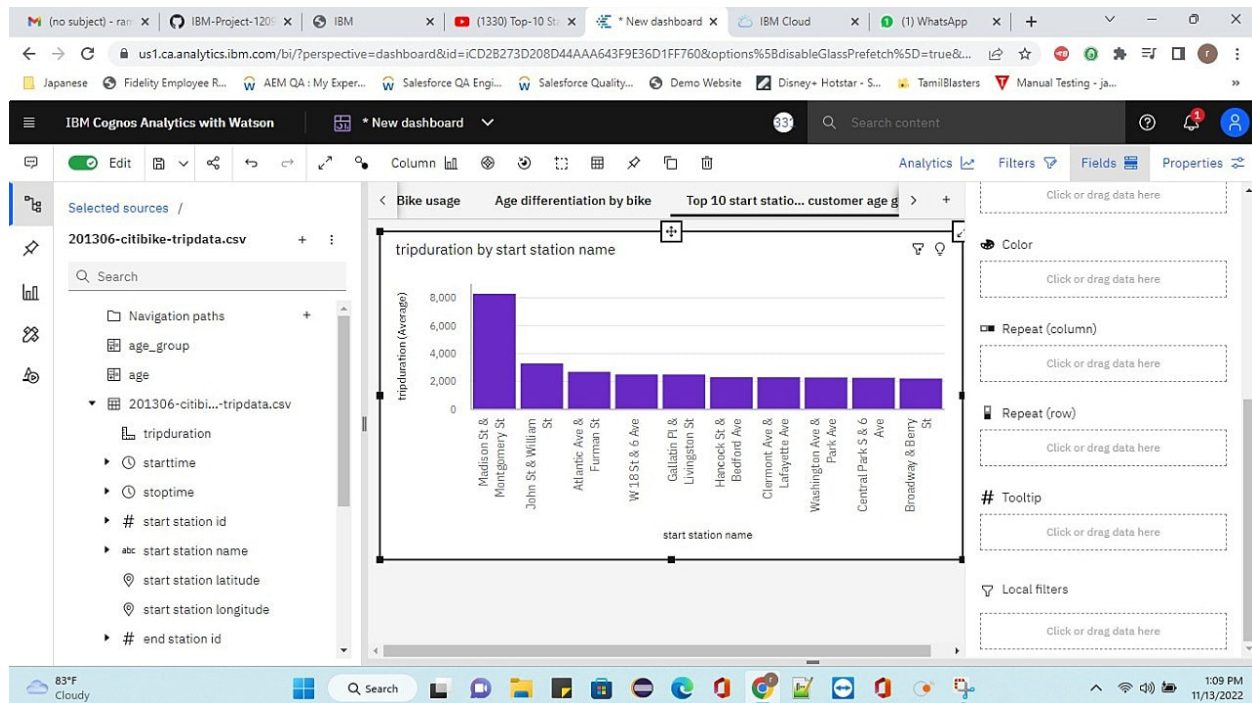 (no subject) - ran
IBM-Project-1209
IBM
(1330) Top-10 Sta
* New dashboard
IBM Cloud
(1) WhatsApp
us1.ca.analytics.ibm.com/bi/?perspective=dashboard&id=iCD2B273D208D44AAA643F9E36D1FF760&options%5BdisableGlassPrefetch%5D=true&...
Japanese
Fidelity Employee R...
AEM QA : My Exper...
Salesforce QA Engi...
Salesforce Quality...
Demo Website
Disney+ Hotstar - S...
TamilBlasters
Manual Testing - ja...
IBM Cognos Analytics with Watson
* New dashboard
33
Search content
1
Edit
Column
Analytics
Filters
Fields
Properties
Selected sources /
201306-citibike-tripdata.csv
Search
Navigation paths
age_group
age
201306-citibi...-tripdata.csv
tripduration
starttime
stoptime
# start station id
abc start station name
start station latitude
start station longitude
# end station id
Bike usage
Age differentiation by bike
Top 10 start statio... customer age g
tripduration by start station name
tripduration (Average)
8,000
6,000
4,000
2,000
0
Madison St &
Montgomery St
John St & William
St
Atlantic Ave &
Furman St
W 18 St & 6 Ave
Gallatin Pl &
Livingston St
Hancock St &
Bedford Ave
Clermont Ave &
Lafayette Ave
Washington Ave &
Park Ave
Central Park S & 6
Ave
Broadway & Berry
St
start station name
Click or drag data here
Color
Click or drag data here
Repeat (column)
Click or drag data here
Repeat (row)
Click or drag data here
# Tooltip
Click or drag data here
Local filters
Click or drag data here
83°F
Cloudy
Search
1:09 PM
11/13/2022